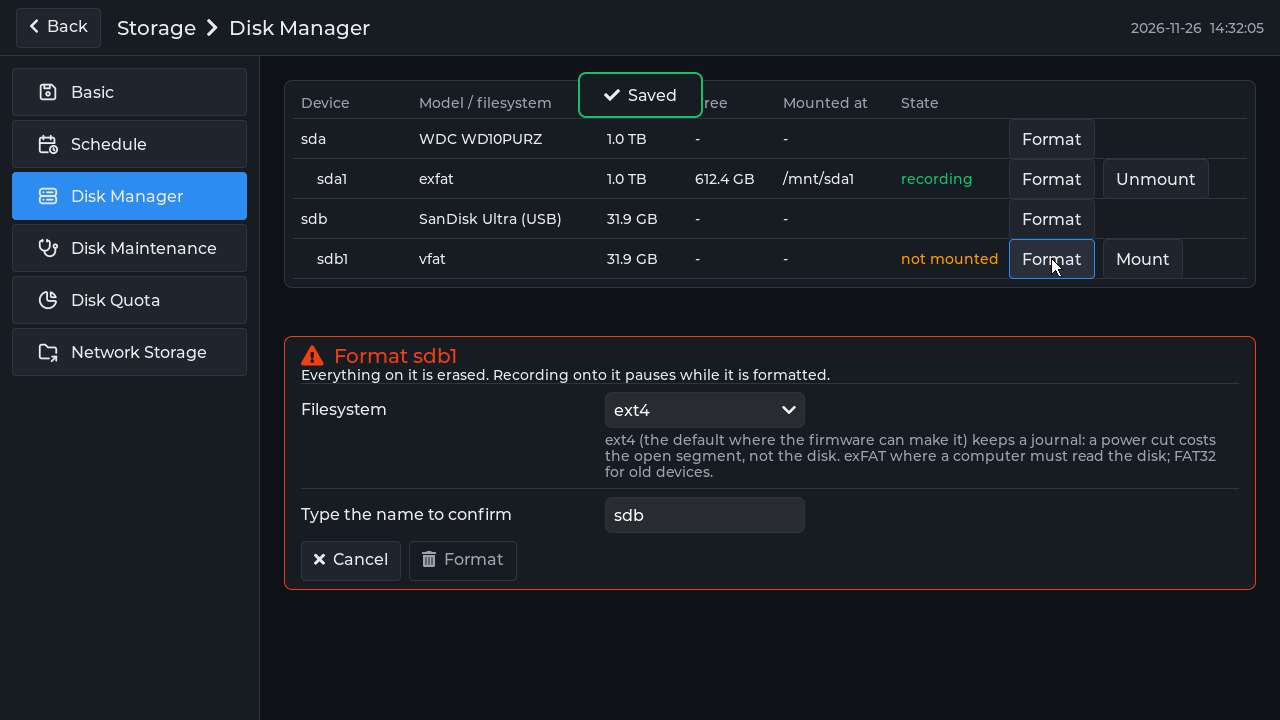 Back Storage Disk Manager 2026-11-26 14:32:05
Basic
Schedule
Disk Manager
Disk Maintenance
Disk Quota
Network Storage
Saved
Device Model / filesystem ree Mounted at State
sda WDC WD10PURZ 1.0 TB - - Format
sda1 exfat 1.0 TB 612.4 GB /mnt/sda1 recording Format Unmount
sdb SanDisk Ultra (USB) 31.9 GB - - Format
sdb1 vfat 31.9 GB - - not mounted Format Mount
Format sdb1
Everything on it is erased. Recording onto it pauses while it is formatted.
Filesystem ext4
ext4 (the default where the firmware can make it) keeps a journal: a power cut costs
the open segment, not the disk. exFAT where a computer must read the disk; FAT32
for old devices.
Type the name to confirm sdb
Cancel Format